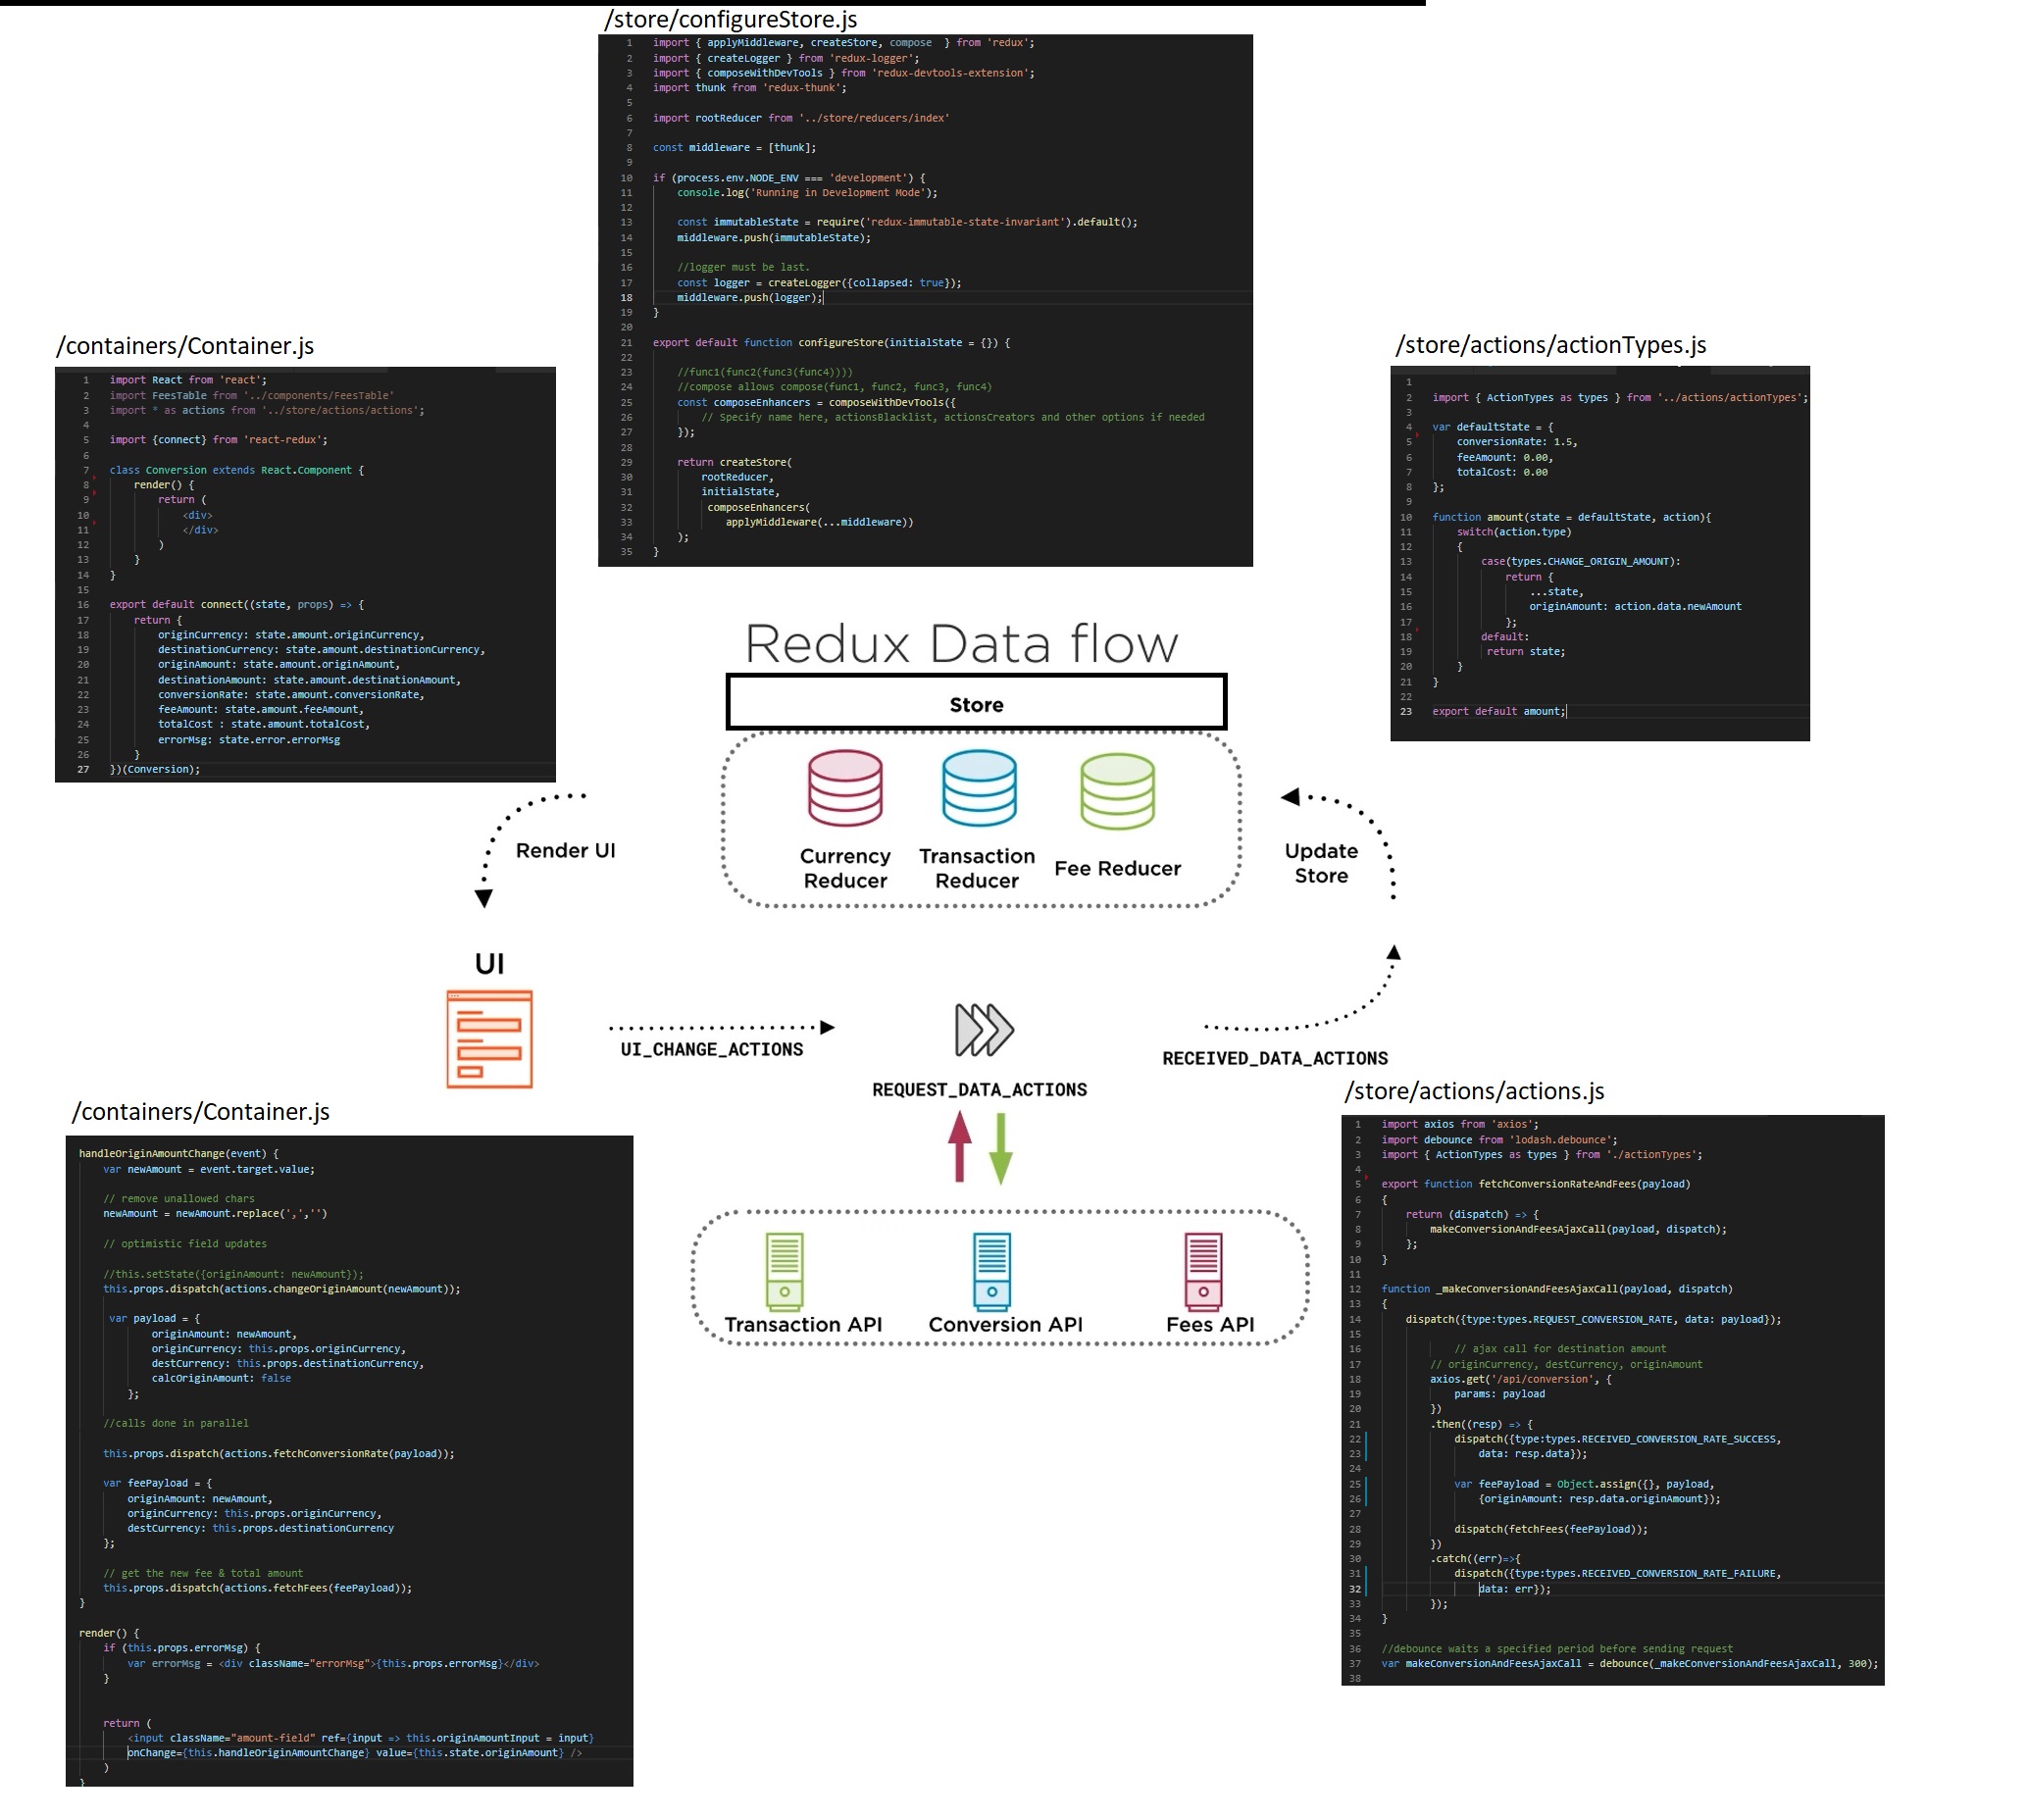 /store/configureStore.js
1 import { applyMiddleware, createStore, compose  } from 'redux';
2 import { createLogger } from 'redux-logger';
3 import { composeWithDevTools } from 'redux-devtools-extension';
4 import thunk from 'redux-thunk';
5
6 import rootReducer from '../store/reducers/index'
7
8 const middleware = [thunk];
9
10 if (process.env.NODE_ENV === 'development') {
11 console.log('Running in Development Mode');
12
13 const immutableState = require('redux-immutable-state-invariant').default();
14 middleware.push(immutableState);
15
16 //logger must be last.
17 const logger = createLogger({collapsed: true});
18 middleware.push(logger);
19 }
20
21 export default function configureStore(initialState = {}) {
22
23 //func1(func2(func3(func4))))
24 //compose allows compose(func1, func2, func3, func4)
25 const composeEnhancers = composeWithDevTools({
26 // Specify name here, actionsBlacklist, actionsCreators and other options if needed
27 });
28
29 return createStore(
30 rootReducer,
31 initialState,
32 composeEnhancers(
33 applyMiddleware(...middleware))
34 );
35 }
/containers/Container.js
1 import React from 'react';
2 import FeesTable from '../components/FeesTable'
3 import * as actions from '../store/actions/actions';
4
5 import {connect} from 'react-redux';
6
7 class Conversion extends React.Component {
8 render() {
9 return (
10 <div>
11 </div>
12 )
13 }
14 }
15
16 export default connect((state, props) => {
17 return {
18 originCurrency: state.amount.originCurrency,
19 destinationCurrency: state.amount.destinationCurrency,
20 originAmount: state.amount.originAmount,
21 destinationAmount: state.amount.destinationAmount,
22 conversionRate: state.amount.conversionRate,
23 feeAmount: state.amount.feeAmount,
24 totalCost : state.amount.totalCost,
25 errorMsg: state.error.errorMsg
26 }
27 })(Conversion);
/store/actions/actionTypes.js
1
2 import { ActionTypes as types } from '../actions/actionTypes';
3
4 var defaultState = {
5 conversionRate: 1.5,
6 feeAmount: 0.00,
7 totalCost: 0.00
8 };
9
10 function amount(state = defaultState, action){
11 switch(action.type)
12 {
13 case(types.CHANGE_ORIGIN_AMOUNT):
14 return {
15 ...state,
16 originAmount: action.data.newAmount
17 };
18 default:
19 return state;
20 }
21 }
22
23 export default amount;
Redux Data flow
Store
Currency Reducer
Transaction Reducer
Fee Reducer
Render UI
Update Store
UI
UI_CHANGE_ACTIONS
REQUEST_DATA_ACTIONS
RECEIVED_DATA_ACTIONS
Transaction API
Conversion API
Fees API
/containers/Container.js
handleOriginAmountChange(event) {
var newAmount = event.target.value;
// remove unallowed chars
newAmount = newAmount.replace(',','')
// optimistic field updates
//this.setState({originAmount: newAmount});
this.props.dispatch(actions.changeOriginAmount(newAmount));
var payload = {
originAmount: newAmount,
originCurrency: this.props.originCurrency,
destCurrency: this.props.destinationCurrency,
calcOriginAmount: false
};
//calls done in parallel
this.props.dispatch(actions.fetchConversionRate(payload));
var feePayload = {
originAmount: newAmount,
originCurrency: this.props.originCurrency,
destCurrency: this.props.destinationCurrency
};
// get the new fee & total amount
this.props.dispatch(actions.fetchFees(feePayload));
}
render() {
if (this.props.errorMsg) {
var errorMsg = <div className="errorMsg">{this.props.errorMsg}</div>
}
return (
<input className="amount-field" ref={input => this.originAmountInput = input}
onChange={this.handleOriginAmountChange} value={this.state.originAmount} />
)
}
/store/actions/actions.js
1 import axios from 'axios';
2 import debounce from 'lodash.debounce';
3 import { ActionTypes as types } from './actionTypes';
4
5 export function fetchConversionRateAndFees(payload)
6 {
7 return (dispatch) => {
8 makeConversionAndFeesAjaxCall(payload, dispatch);
9 };
10 }
11
12 function _makeConversionAndFeesAjaxCall(payload, dispatch)
13 {
14 dispatch({type:types.REQUEST_CONVERSION_RATE, data: payload});
15
16 // ajax call for destination amount
17 // originCurrency, destCurrency, originAmount
18 axios.get('/api/conversion', {
19 params: payload
20 })
21 .then((resp) => {
22 dispatch({type:types.RECEIVED_CONVERSION_RATE_SUCCESS,
23 data: resp.data});
24
25 var feePayload = Object.assign({}, payload,
26 {originAmount: resp.data.originAmount});
27
28 dispatch(fetchFees(feePayload));
29 })
30 .catch((err)=>{
31 dispatch({type:types.RECEIVED_CONVERSION_RATE_FAILURE,
32 data: err});
33 });
34 }
35
36 //debounce waits a specified period before sending request
37 var makeConversionAndFeesAjaxCall = debounce(_makeConversionAndFeesAjaxCall, 300);
38